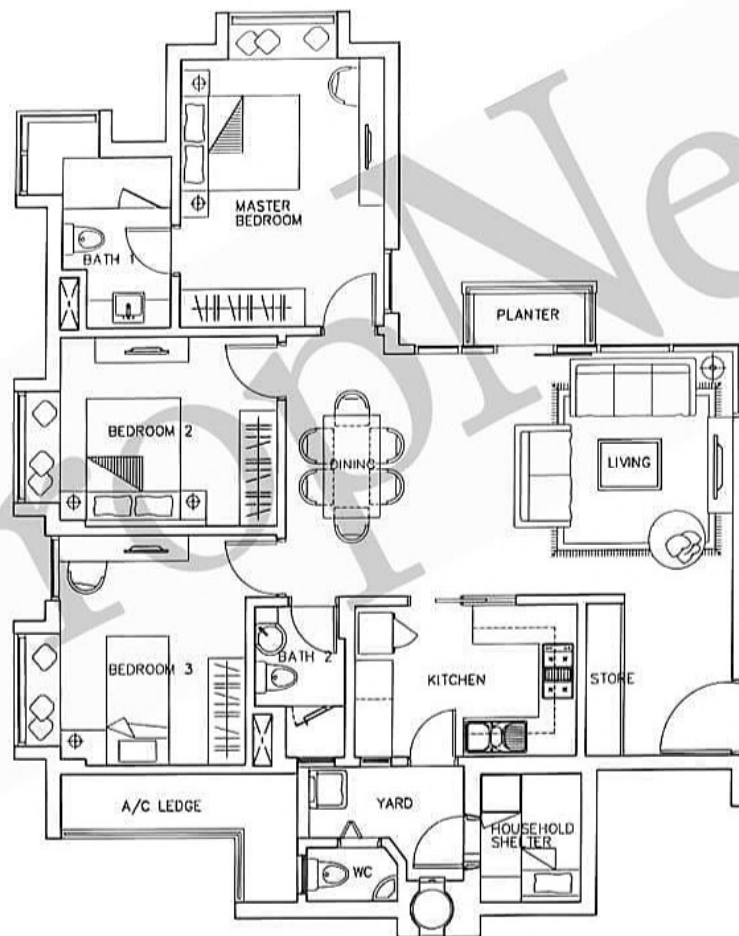 MASTER
BEDROOM
BATH 1
PLANTER
BEDROOM 2
DINING
LIVING
BEDROOM 3
BATH 2
KITCHEN
STORE
A/C LEDGE
YARD
HOUSEHOLD
SHELTER
WC
ropNe